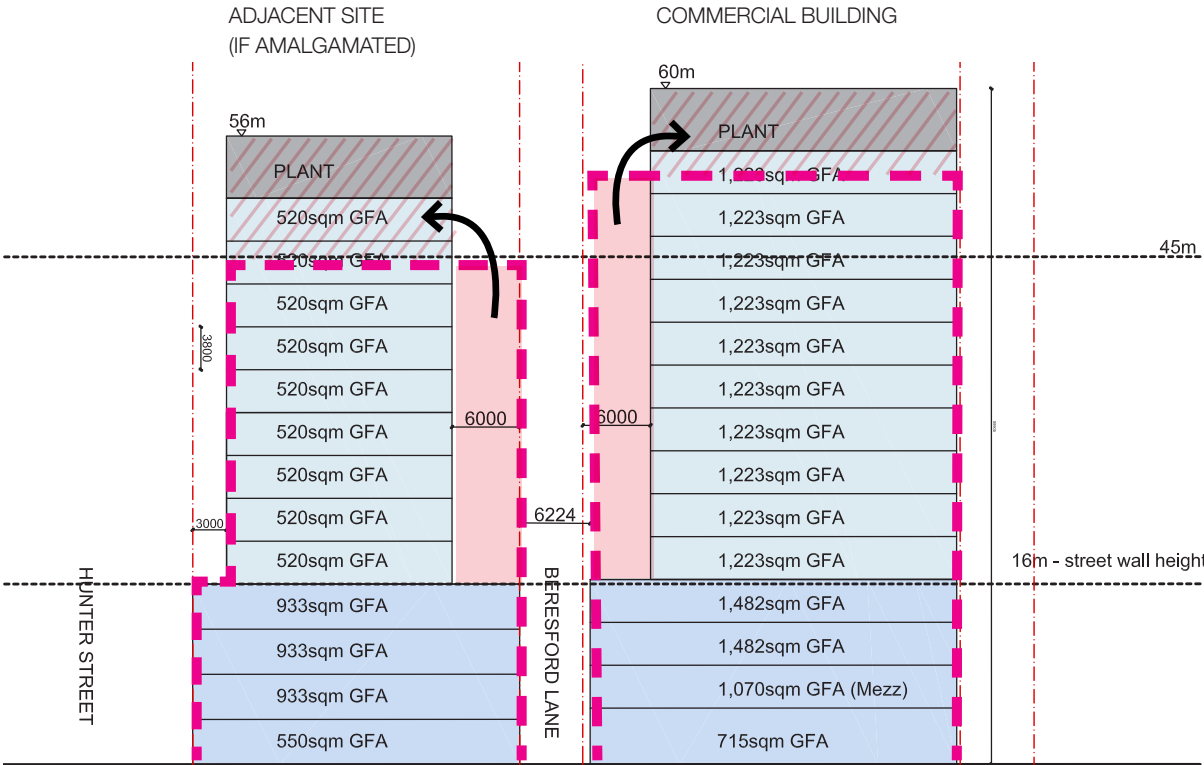 ADJACENT SITE
(IF AMALGAMATED)
COMMERCIAL BUILDING
60m
56m
PLANT
PLANT
520sqm GFA
520sqm GFA
520sqm GFA
520sqm GFA
520sqm GFA
520sqm GFA
520sqm GFA
520sqm GFA
520sqm GFA
933sqm GFA
933sqm GFA
933sqm GFA
550sqm GFA
3800
3000
6000
6224
6000
HUNTER STREET
BERESFORD LANE
1,223sqm GFA
1,223sqm GFA
1,223sqm GFA
1,223sqm GFA
1,223sqm GFA
1,223sqm GFA
1,223sqm GFA
1,223sqm GFA
1,223sqm GFA
1,223sqm GFA
1,482sqm GFA
1,482sqm GFA
1,070sqm GFA (Mezz)
715sqm GFA
45m
16m - street wall height